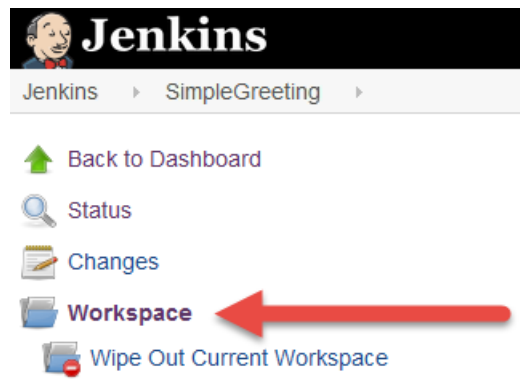 Jenkins
Jenkins SimpleGreeting
Back to Dashboard
Status
Changes
Workspace
Wipe Out Current Workspace